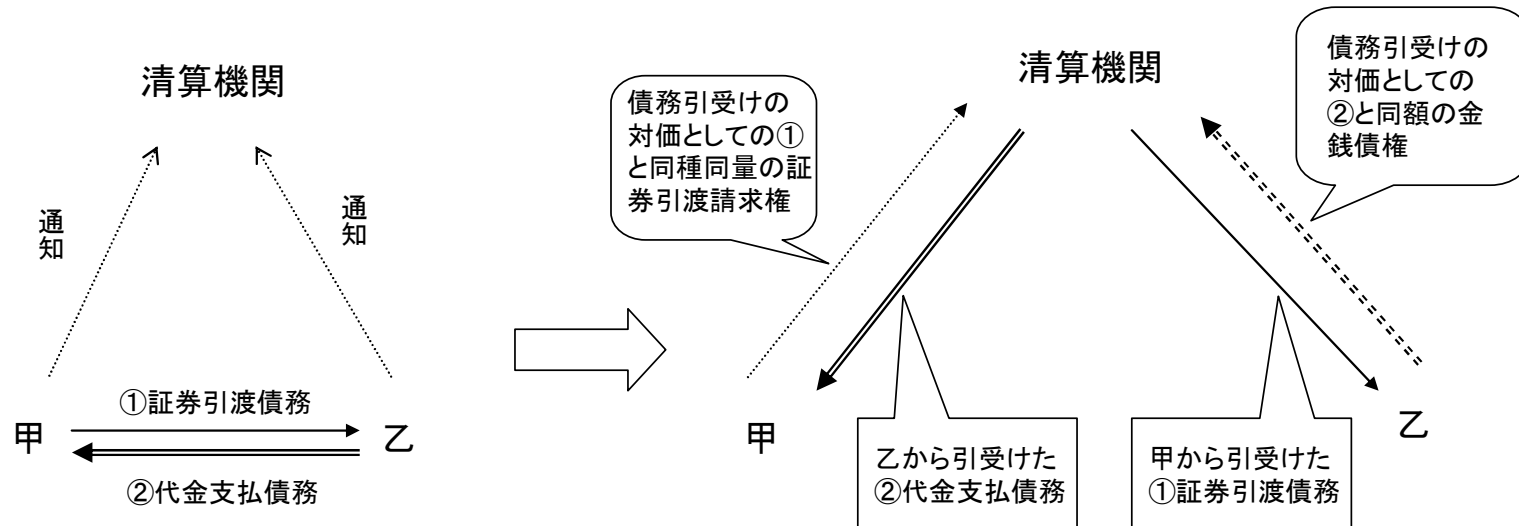 清算機関
通知
通知
①証券引渡債務
甲
乙
②代金支払債務
清算機関
債務引受けの
対価としての①
と同種同量の証
券引渡請求権
債務引受けの
対価としての
②と同額の金
銭債権
甲
乙
乙から引受けた
②代金支払債務
甲から引受けた
①証券引渡債務